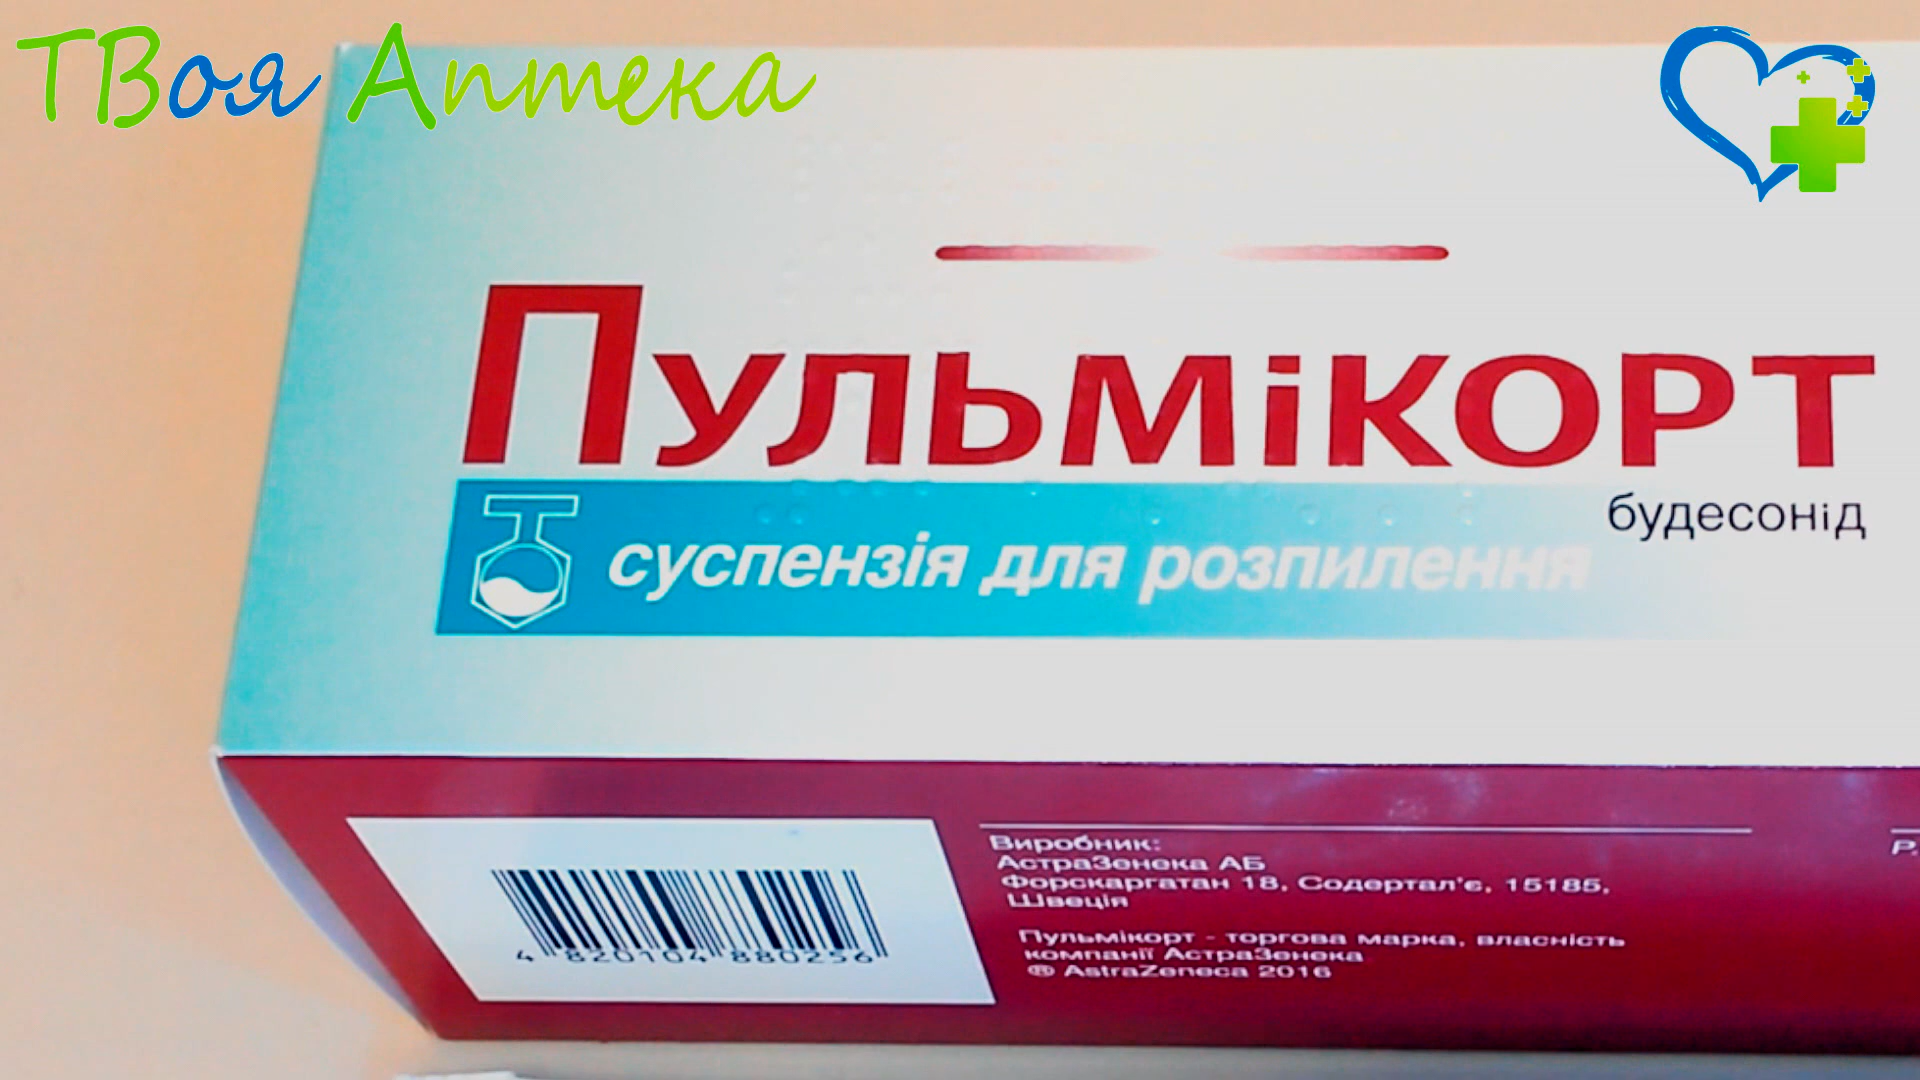 ТВоя Аптека
Пульмікорт
будесонід
суспензія для розпилення
Виробник:
АстраЗенека АБ
Форскаргатан 18, Содертал'є, 15185,
Швеція
Пульмікорт - торгова марка, власність
компанії АстраЗенека
® AstraZeneca 2016
4 820104 880256